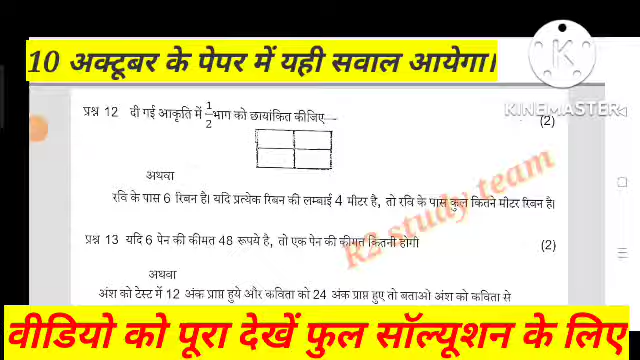 10 अक्टूबर के पेपर में यही सवाल आयेगा।
KINEMASTER
प्रश्न 12 दी गई आकृति में 1/2 भाग को छायांकित कीजिए— (2)
अथवा
रवि के पास 6 रिबन है। यदि प्रत्येक रिबन की लम्बाई 4 मीटर है, तो रवि के पास कुल कितने मीटर रिबन है।
R2 study team
प्रश्न 13 यदि 6 पेन की कीमत 48 रूपये है, तो एक पेन की कीमत कितनी होगी (2)
अथवा
अंश को टेस्ट में 12 अंक प्राप्त हुये और कविता को 24 अंक प्राप्त हुए तो बताओ अंश को कविता से
वीडियो को पूरा देखें फुल सॉल्यूशन के लिए